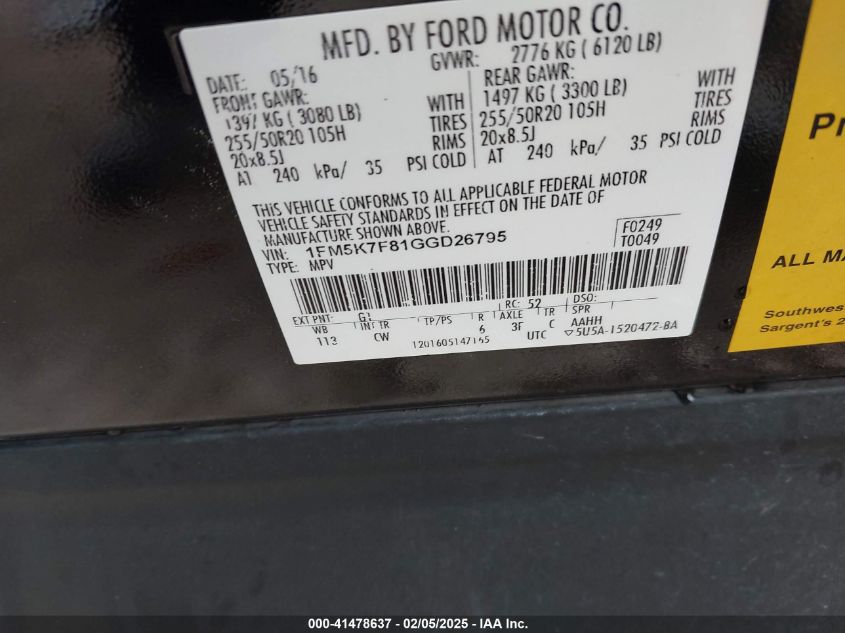 MFD. BY FORD MOTOR CO.
DATE: 05/16
GVWR: 2776 KG ( 6120 LB)
FRONT GAWR:
1397 KG ( 3080 LB) WITH
255/50R20 105H TIRES
20x8.5J RIMS
AT 240 kPa/ 35 PSI COLD
REAR GAWR: WITH
1497 KG ( 3300 LB) TIRES
255/50R20 105H RIMS
20x8.5J
AT 240 kPa/ 35 PSI COLD
THIS VEHICLE CONFORMS TO ALL APPLICABLE FEDERAL MOTOR
VEHICLE SAFETY STANDARDS IN EFFECT ON THE DATE OF
MANUFACTURE SHOWN ABOVE.
VIN: 1FM5K7F81GGD26795
TYPE: MPV
F0249
T0049
EXT PNT: G1 RC: 52 DSO:
WB INT TR TP/PS R AXLE TR SPR
113 CW 6 3F C AAHH
1201605147165 UTC ▽5U5A-1520472-BA
ALL MA
Southwes
Sargent's 2
000-41478637 - 02/05/2025 - IAA Inc.